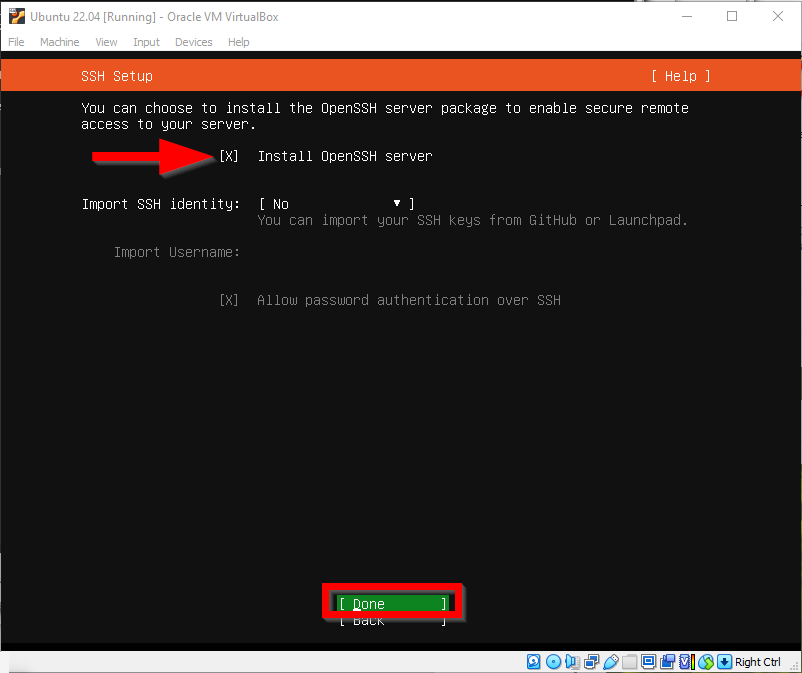 Ubuntu 22.04 [Running] - Oracle VM VirtualBox
File Machine View Input Devices Help
SSH Setup [ Help ]
You can choose to install the OpenSSH server package to enable secure remote
access to your server.
[X] Install OpenSSH server
Import SSH identity: [ No ▼ ]
You can import your SSH keys from GitHub or Launchpad.
Import Username:
[X] Allow password authentication over SSH
[ Done ]
[ Back ]
Right Ctrl